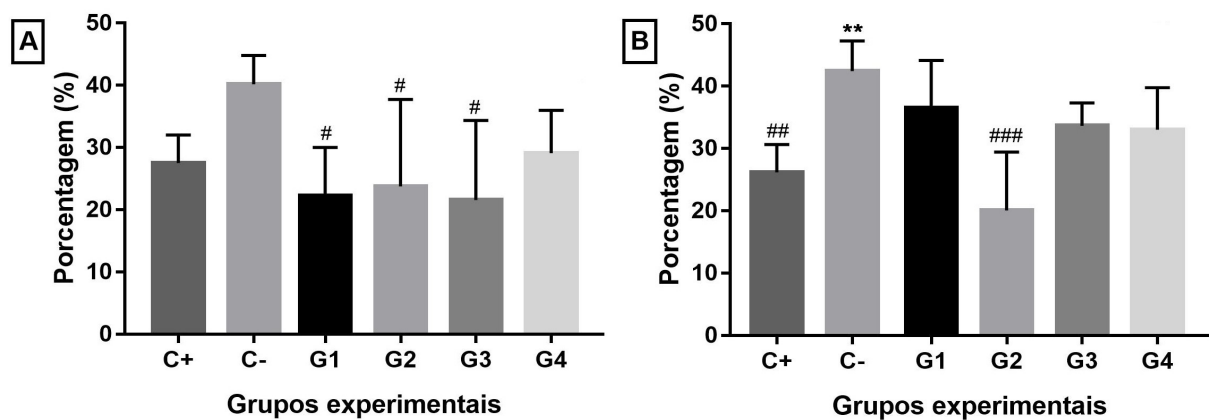 A
Porcentagem (%)
50
40
30
20
10
0
#
#
#
C+ C- G1 G2 G3 G4
Grupos experimentais
B
Porcentagem (%)
50
40
30
20
10
0
##
**
###
C+ C- G1 G2 G3 G4
Grupos experimentais